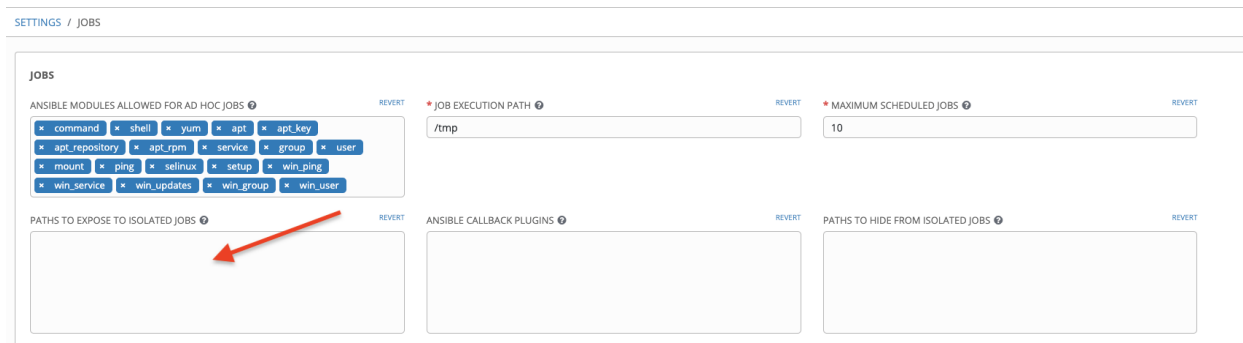 SETTINGS / JOBS
JOBS
ANSIBLE MODULES ALLOWED FOR AD HOC JOBS ? REVERT
× command × shell × yum × apt × apt_key
× apt_repository × apt_rpm × service × group × user
× mount × ping × selinux × setup × win_ping
× win_service × win_updates × win_group × win_user
* JOB EXECUTION PATH ? REVERT
/tmp
* MAXIMUM SCHEDULED JOBS ? REVERT
10
PATHS TO EXPOSE TO ISOLATED JOBS ? REVERT
ANSIBLE CALLBACK PLUGINS ? REVERT
PATHS TO HIDE FROM ISOLATED JOBS ? REVERT